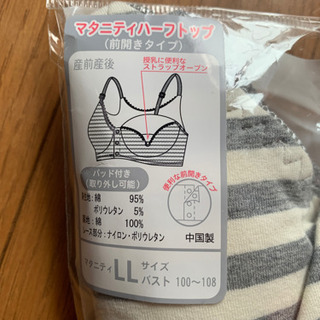 マタニティハーフトップ
(前開きタイプ)
産前産後
授乳に便利な
ストラップオープン
パッド付き
(取り外し可能)
便利な前開きタイプ
綿 95%
ポリウレタン 5%
綿 100%
レース部分：ナイロン・ポリウレタン
中国製
マタニティ LL サイズ
バスト 100～108